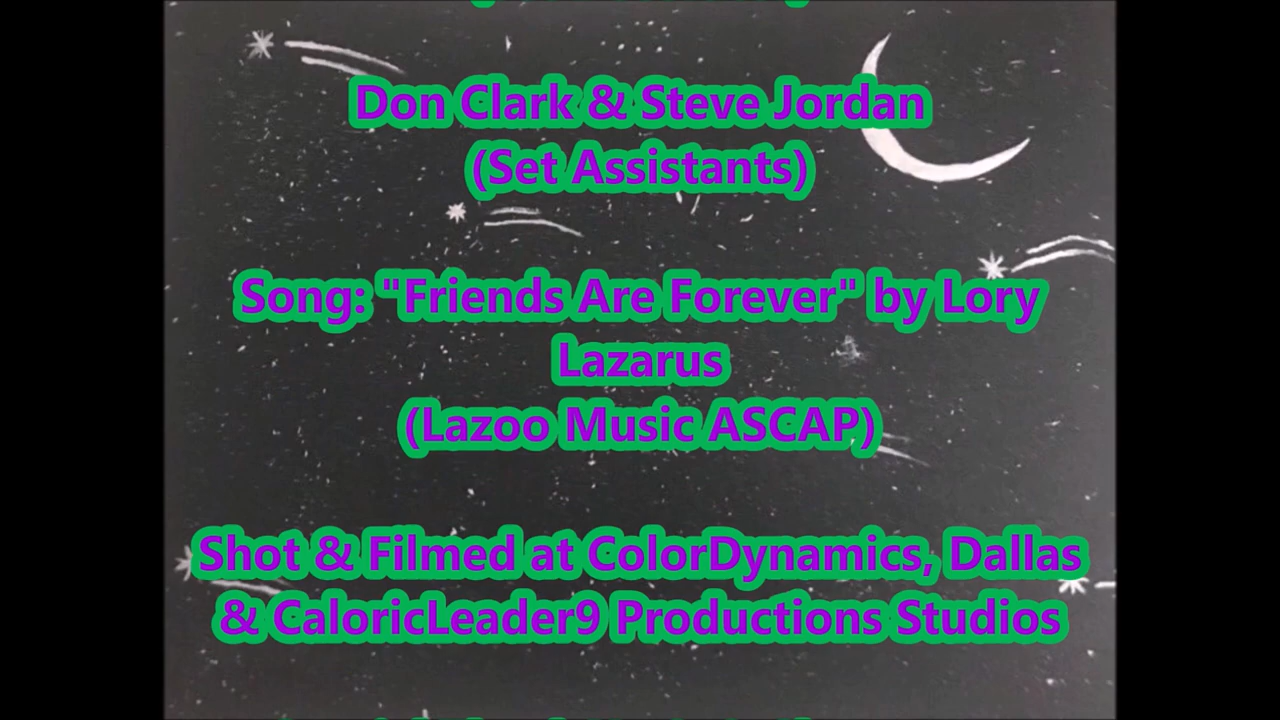 Don Clark & Steve Jordan
(Set Assistants)
Song: "Friends Are Forever" by Lory
Lazarus
(Lazoo Music ASCAP)
Shot & Filmed at ColorDynamics, Dallas
& CaloricLeader9 Productions Studios